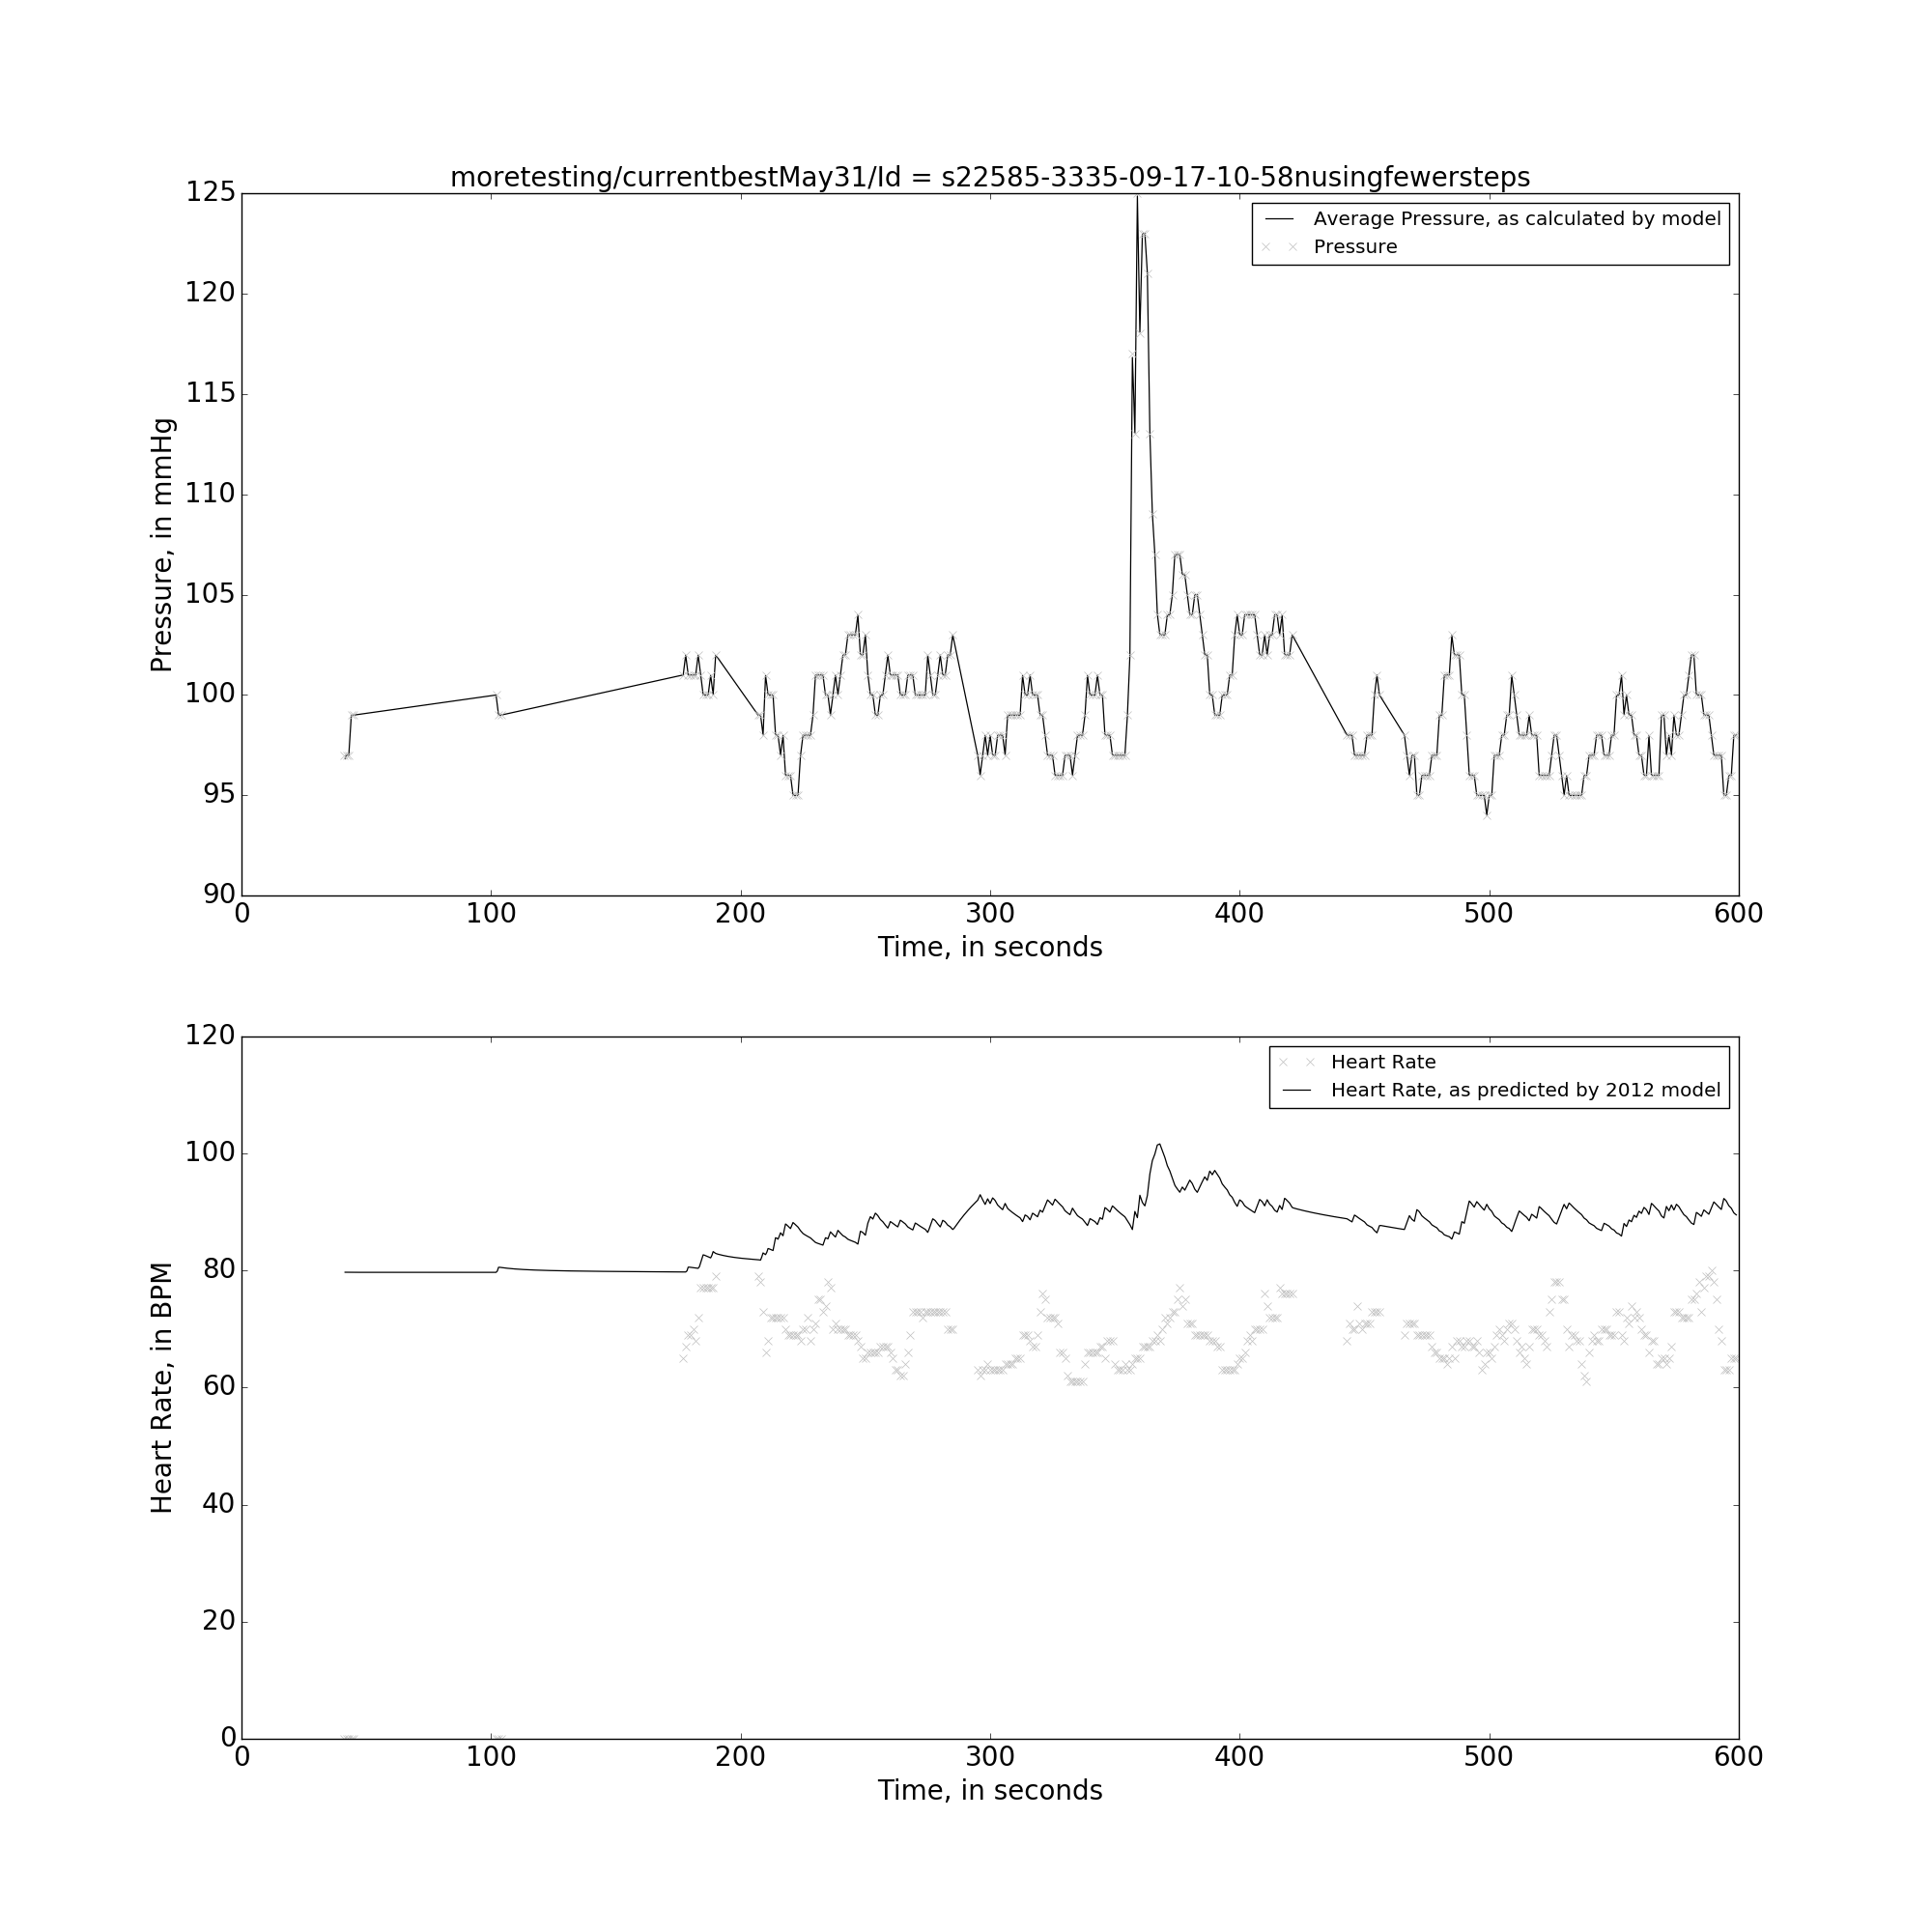 moretesting/currentbestMay31/Id = s22585-3335-09-17-10-58nusingfewersteps
Average Pressure, as calculated by model
Pressure
Pressure, in mmHg
125
120
115
110
105
100
95
90
0 100 200 300 400 500 600
Time, in seconds
Heart Rate
Heart Rate, as predicted by 2012 model
Heart Rate, in BPM
120
100
80
60
40
20
0
0 100 200 300 400 500 600
Time, in seconds